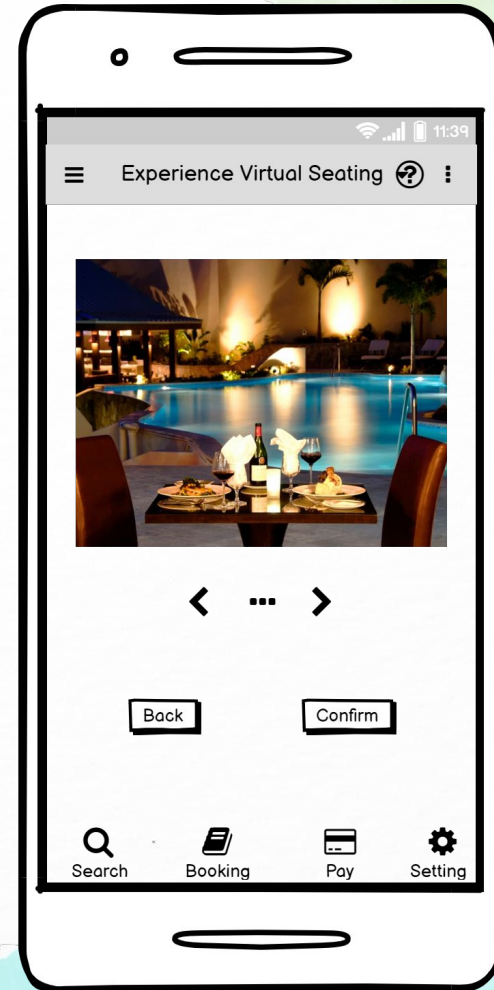 11:39
Experience Virtual Seating ?
Back Confirm
Search Booking Pay Setting